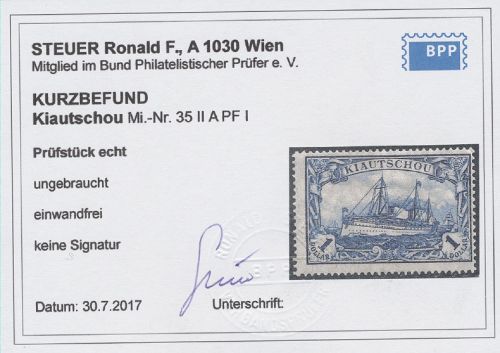 STEUER Ronald F., A 1030 Wien
Mitglied im Bund Philatelistischer Prüfer e. V.
BPP
KURZBEFUND
Kiautschou Mi.-Nr. 35 II A PF I
Prüfstück echt
ungebraucht
einwandfrei
keine Signatur
KIAUTSCHOU
1 DOLLAR
1 DOLLAR
Datum: 30.7.2017
Unterschrift: